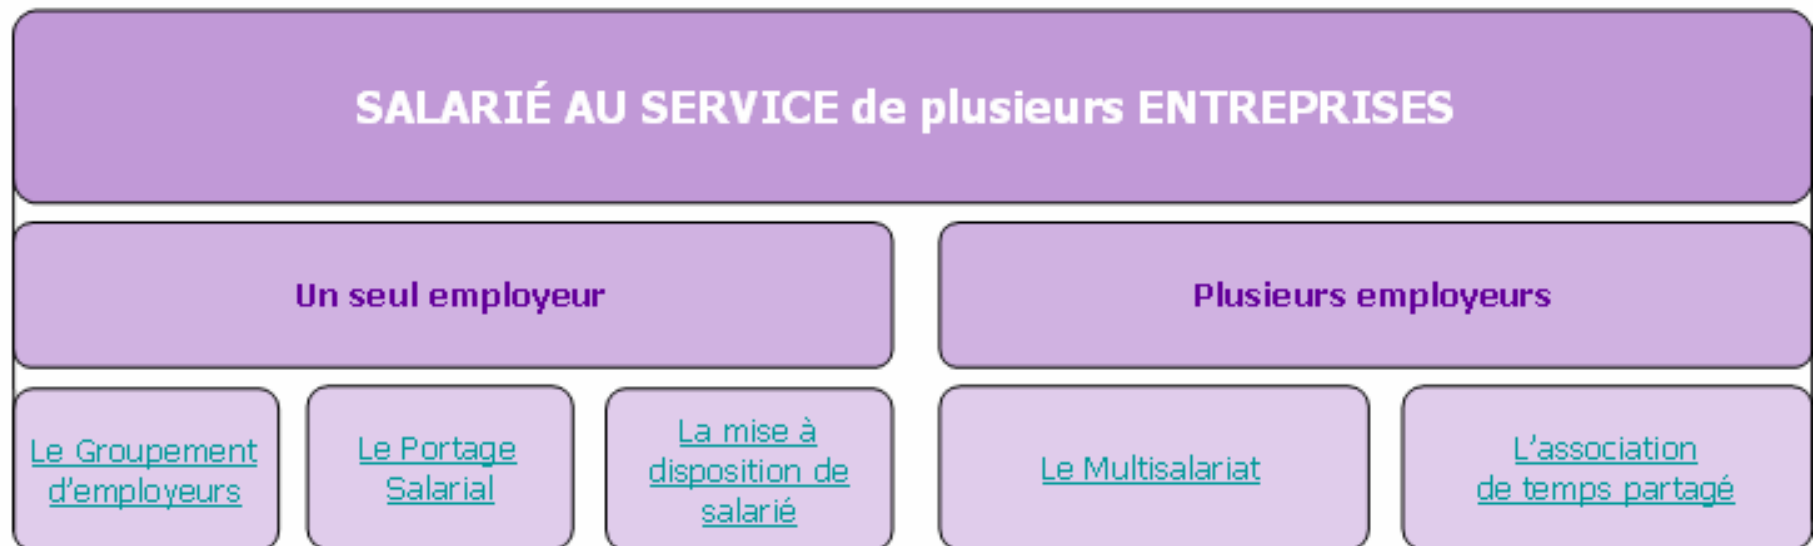 SALARIÉ AU SERVICE de plusieurs ENTREPRISES
Un seul employeur
Plusieurs employeurs
Le Groupement
d’employeurs
Le Portage
Salarial
La mise à
disposition de
salarié
Le Multisalariat
L’association
de temps partagé